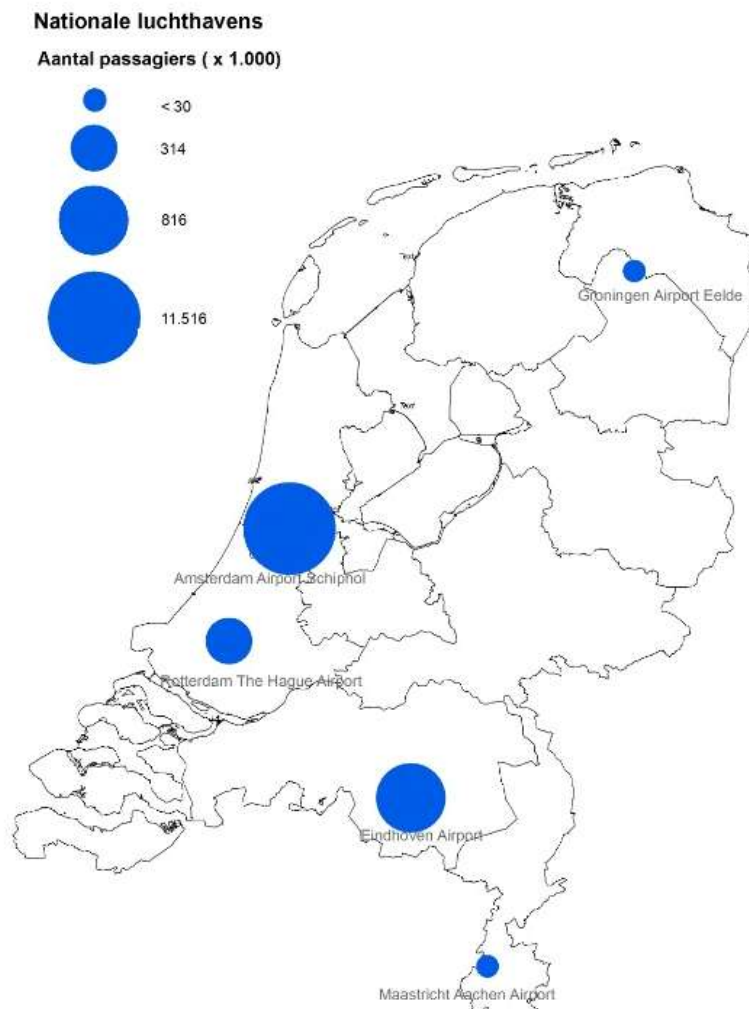 Nationale luchthavens
Aantal passagiers ( x 1.000)
< 30
314
816
11.516
Groningen Airport Eelde
Amsterdam Airport Schiphol
Rotterdam The Hague Airport
Eindhoven Airport
Maastricht Aachen Airport